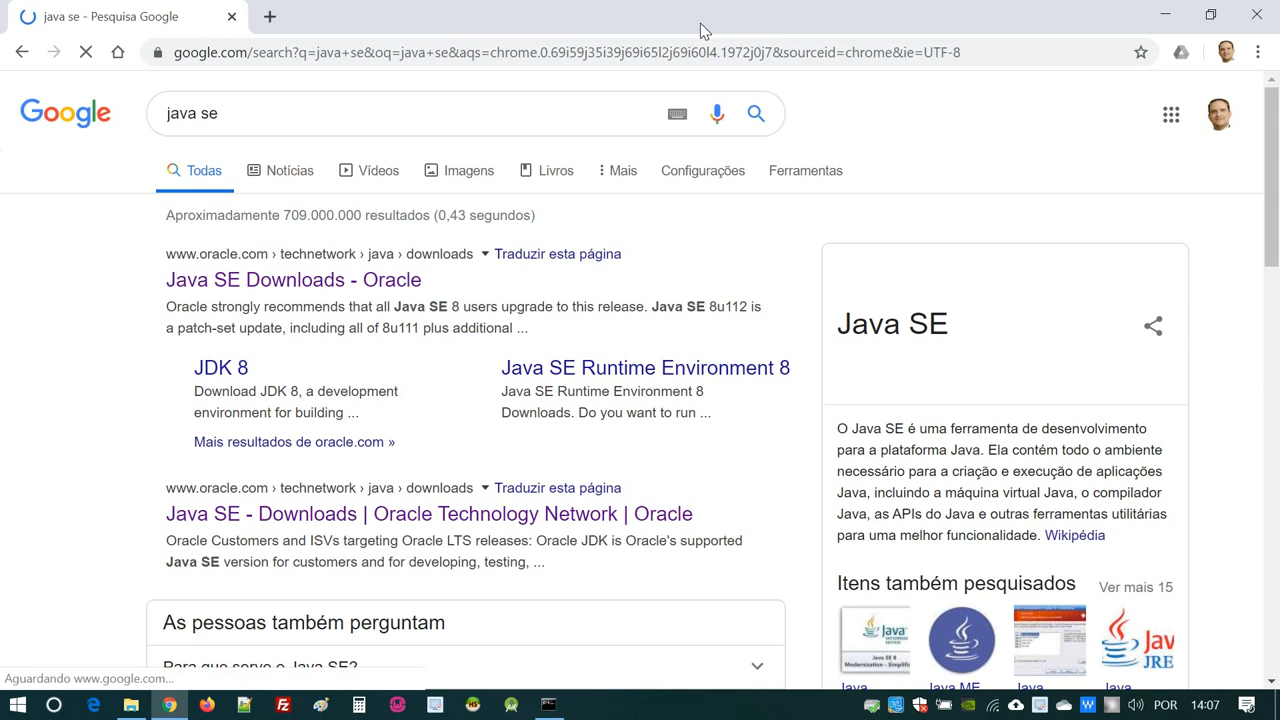 java se - Pesquisa Google
google.com/search?q=java+se&oq=java+se&aqs=chrome.0.69i59j35i39j69i65l2j69i60l4.1972j0j7&sourceid=chrome&ie=UTF-8
Google
java se
Todas Notícias Vídeos Imagens Livros Mais Configurações Ferramentas
Aproximadamente 709.000.000 resultados (0,43 segundos)
www.oracle.com › technetwork › java › downloads Traduzir esta página
Java SE Downloads - Oracle
Oracle strongly recommends that all Java SE 8 users upgrade to this release. Java SE 8u112 is
a patch-set update, including all of 8u111 plus additional ...
JDK 8
Download JDK 8, a development
environment for building ...
Java SE Runtime Environment 8
Java SE Runtime Environment 8
Downloads. Do you want to run ...
Mais resultados de oracle.com »
www.oracle.com › technetwork › java › downloads Traduzir esta página
Java SE - Downloads | Oracle Technology Network | Oracle
Oracle Customers and ISVs targeting Oracle LTS releases: Oracle JDK is Oracle's supported
Java SE version for customers and for developing, testing, ...
As pessoas também perguntam
Para que serve o Java SE?
Java SE
O Java SE é uma ferramenta de desenvolvimento
para a plataforma Java. Ela contém todo o ambiente
necessário para a criação e execução de aplicações
Java, incluindo a máquina virtual Java, o compilador
Java, as APIs do Java e outras ferramentas utilitárias
para uma melhor funcionalidade. Wikipédia
Itens também pesquisados Ver mais 15
Java EE 8
Modernization - Simplifi
Java
JRE
Java Java ME Java Java
Aguardando www.google.com...
POR 14:07